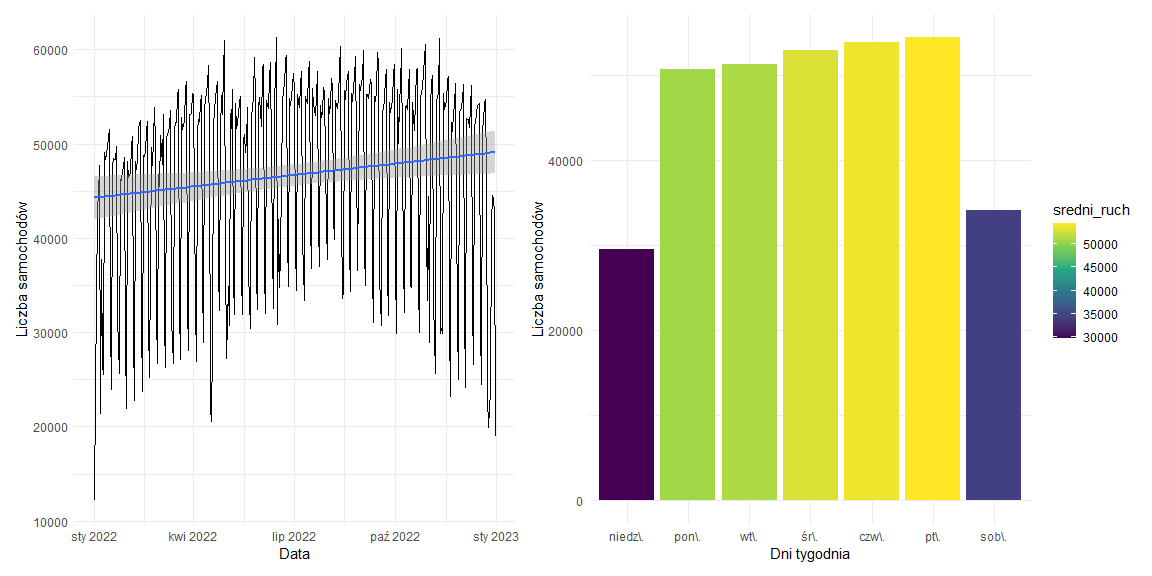 60000
50000
40000
30000
20000
10000
Liczba samochodów
sty 2022
kwi 2022
lip 2022
paź 2022
sty 2023
Data
40000
20000
0
Liczba samochodów
niedz\.
pon\.
wt\.
śr\.
czw\.
pt\.
sob\.
Dni tygodnia
sredni_ruch
50000
45000
40000
35000
30000